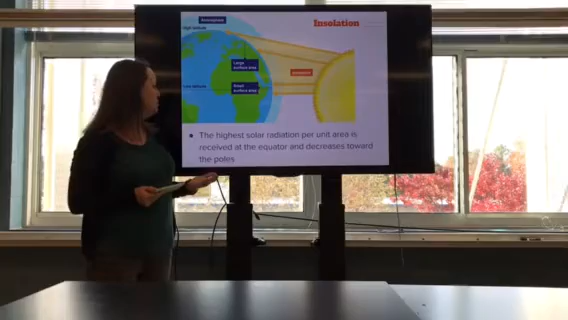 Insolation
Atmosphere
High latitude
Large
surface area
Small
surface area
Low latitude
● The highest solar radiation per unit area is
received at the equator and decreases toward
the poles